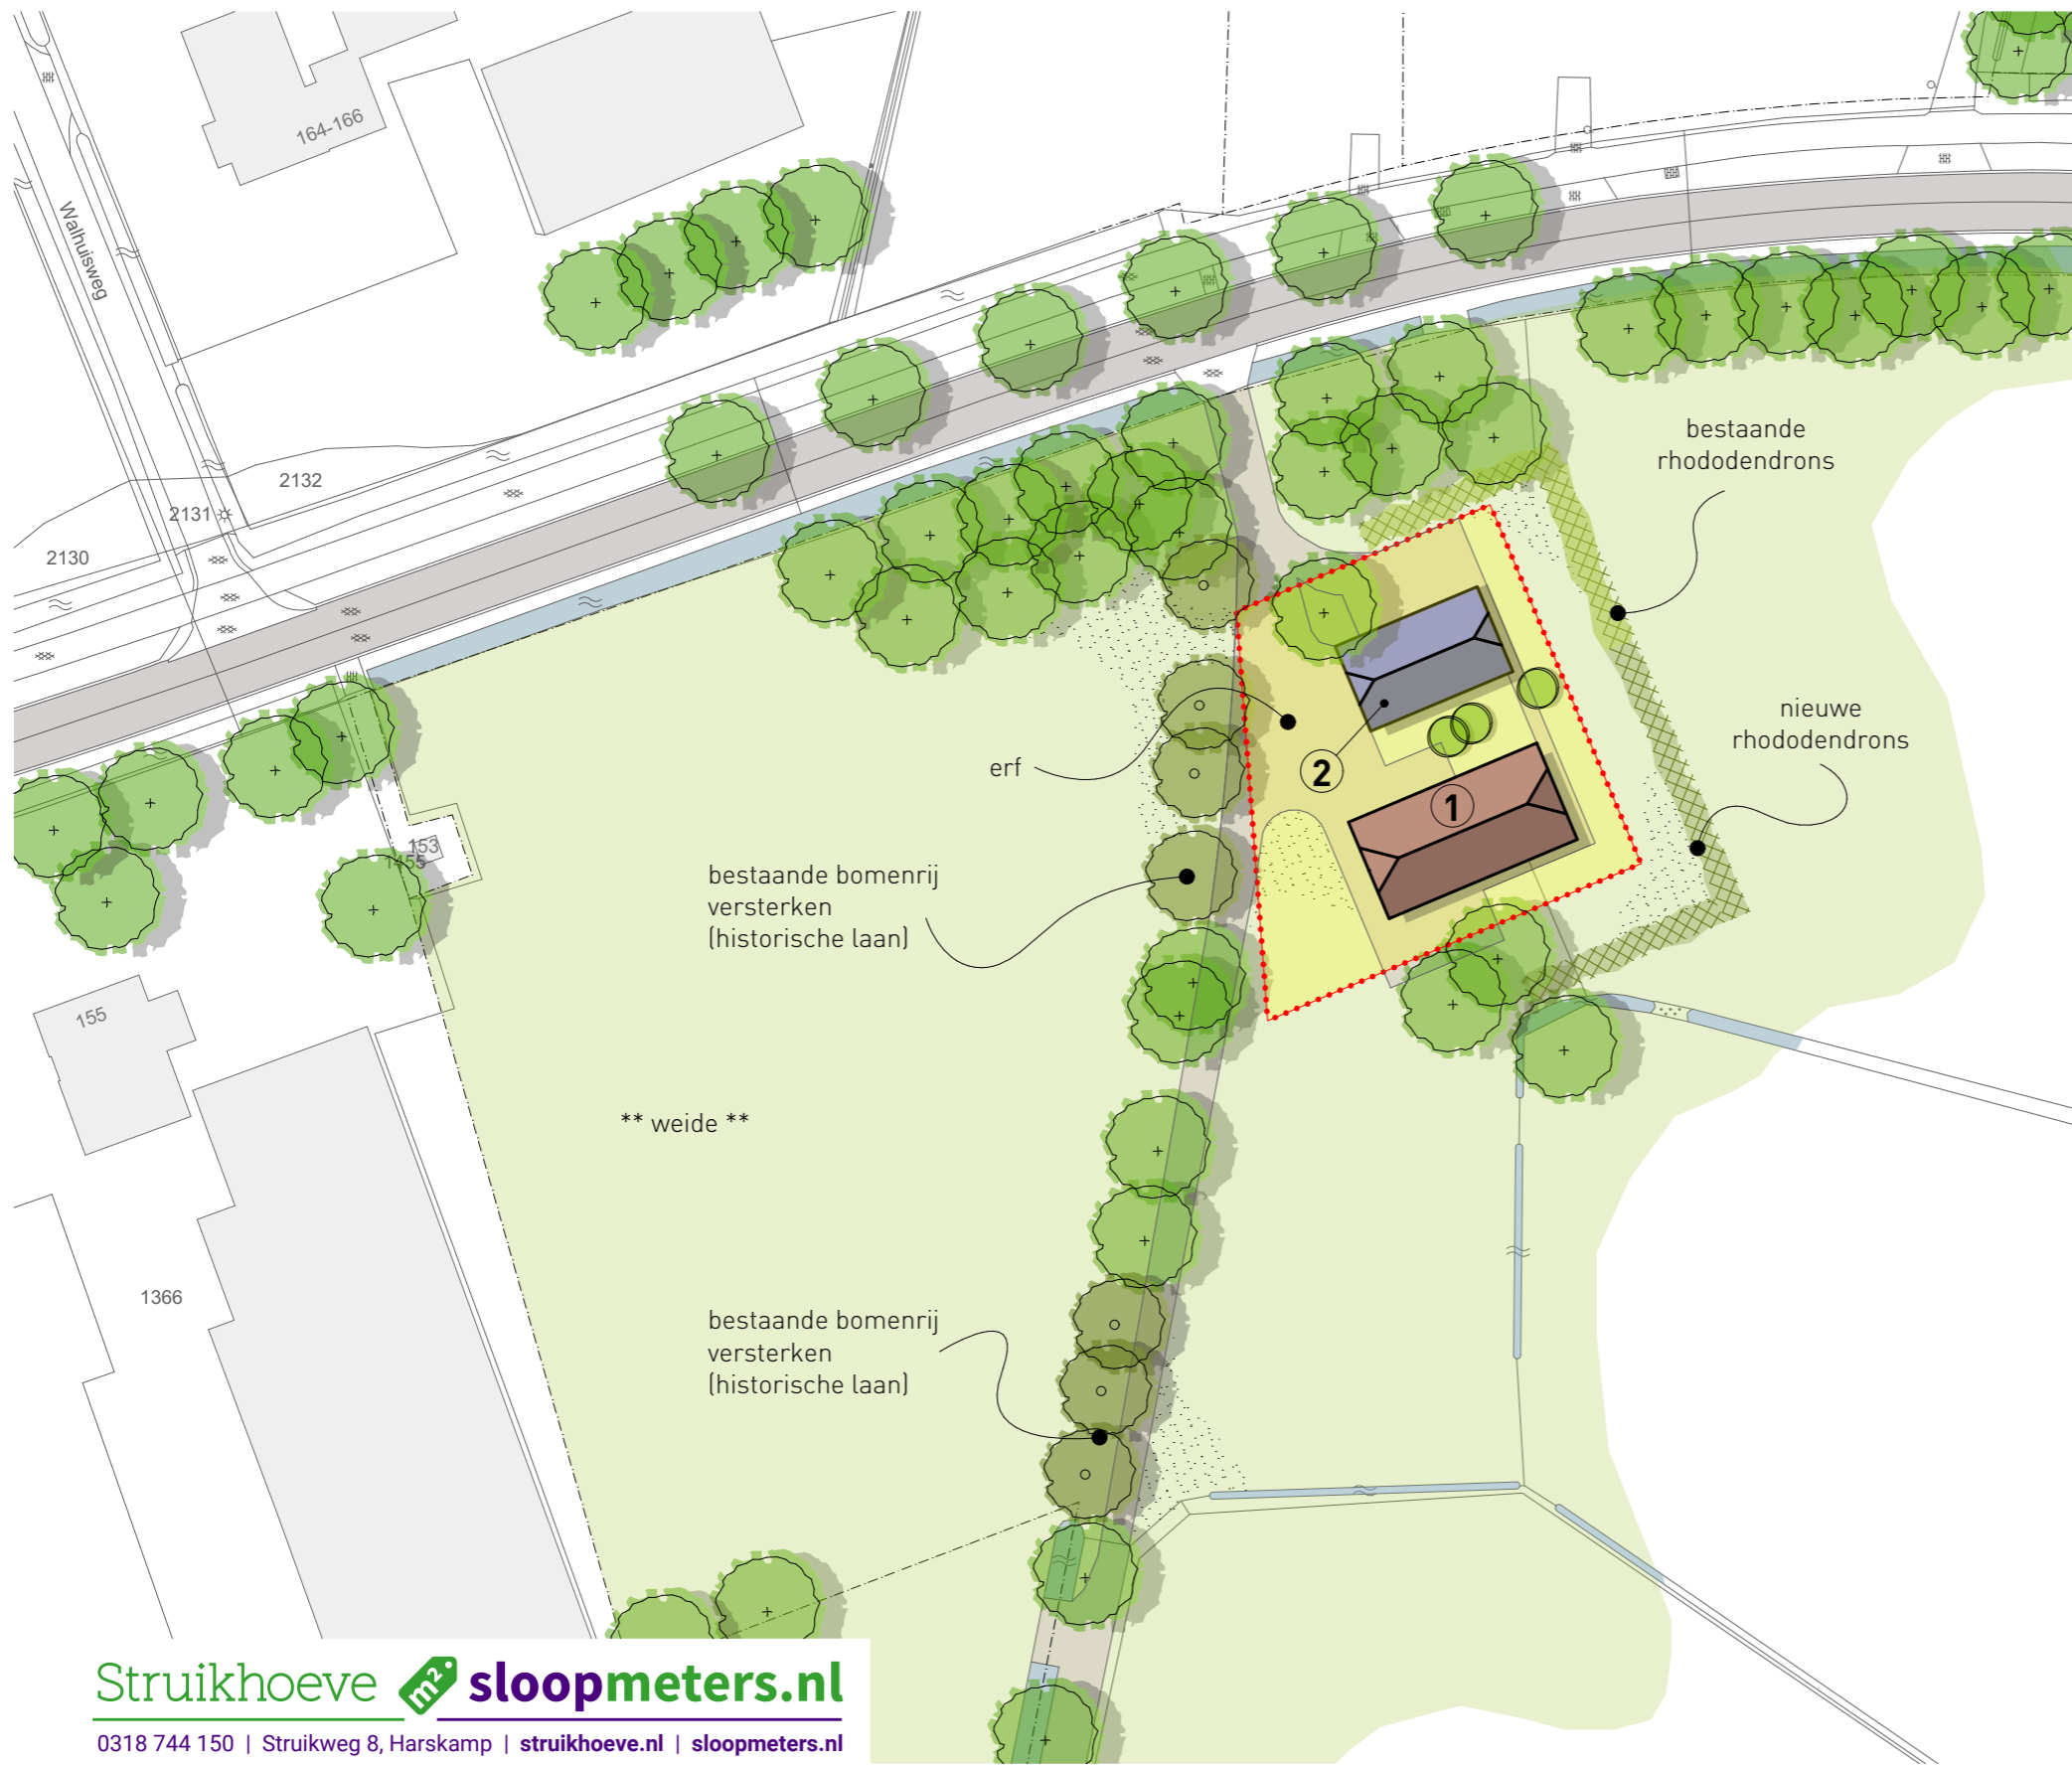 164-166
Walhuisweg
2132
2131
2130
bestaande
rhododendrons
nieuwe
rhododendrons
erf
2
1
153
1455
bestaande bomenrij
versterken
(historische laan)
155
** weide **
1366
bestaande bomenrij
versterken
(historische laan)
Struikhoeve m² sloopmeters.nl
0318 744 150 | Struikweg 8, Harskamp | struikhoeve.nl | sloopmeters.nl